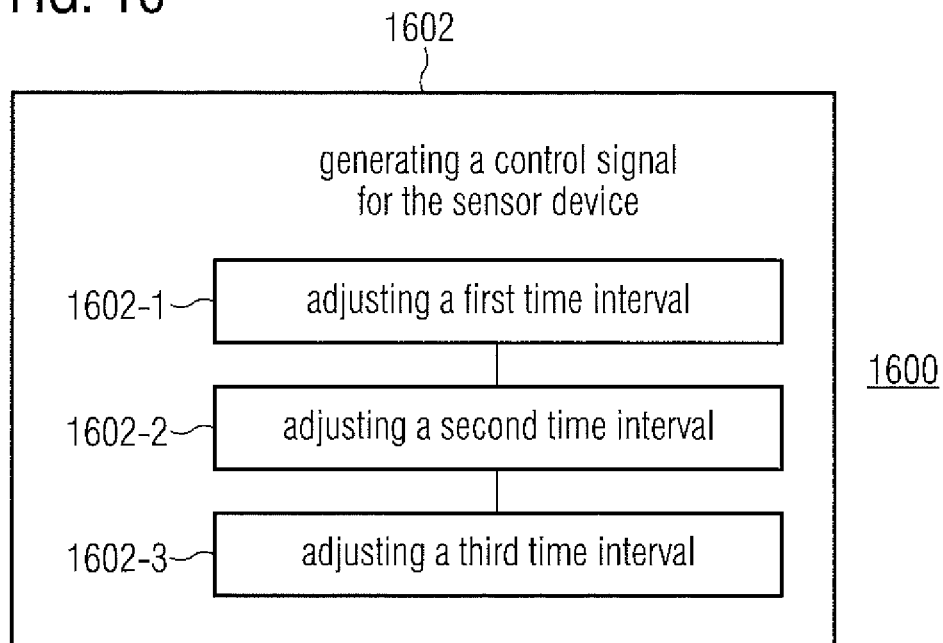 FIG. 16
1602
generating a control signal
for the sensor device
1602-1
adjusting a first time interval
1600
1602-2
adjusting a second time interval
1602-3
adjusting a third time interval